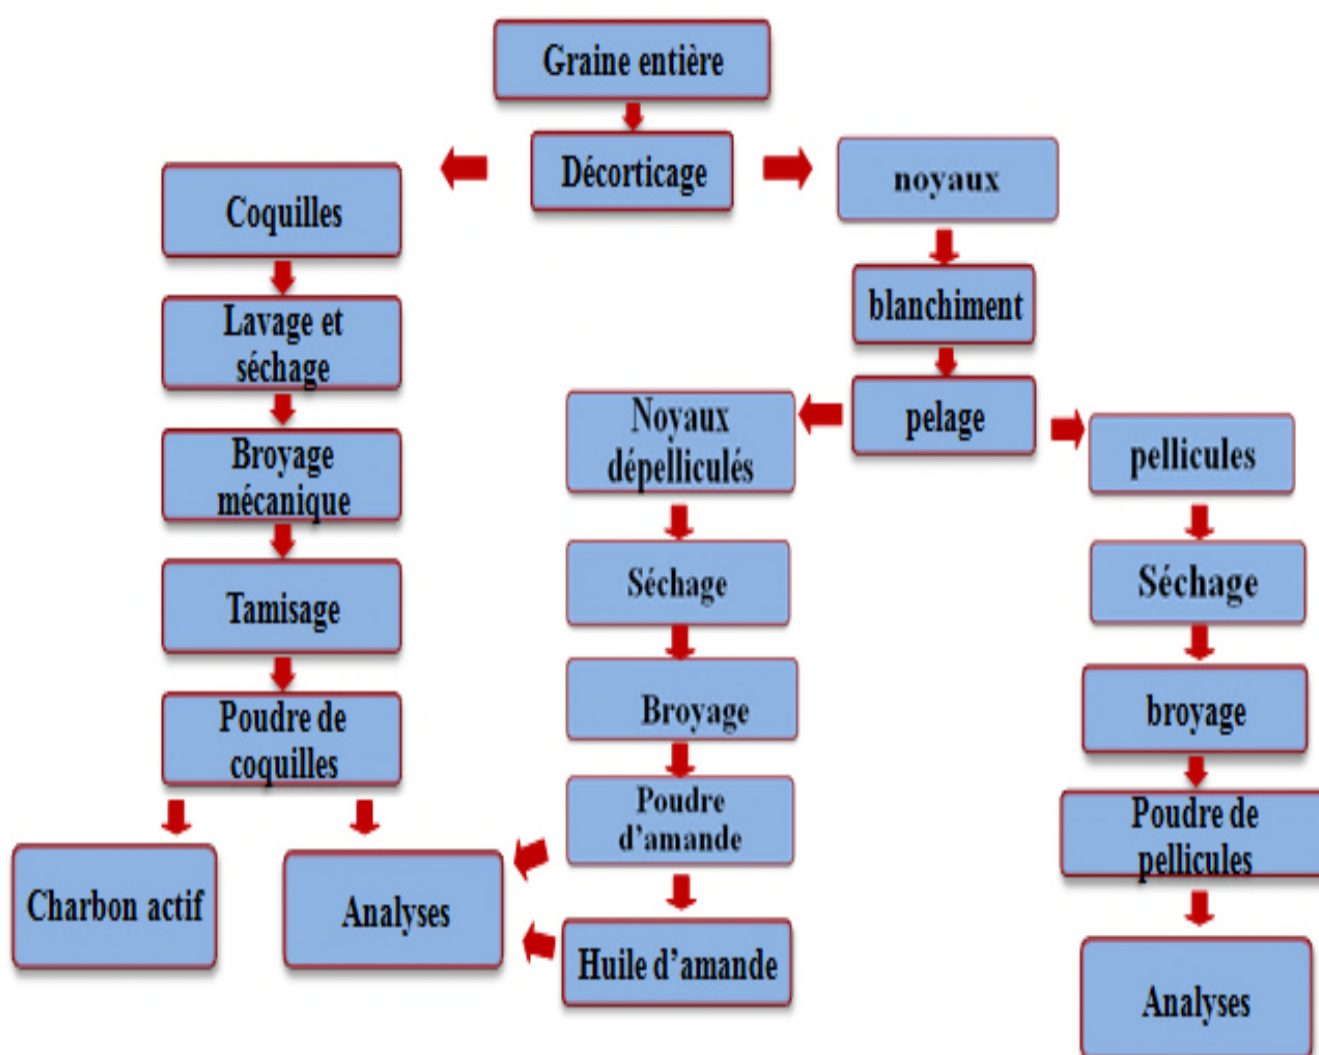 Graine entière
Décorticage
noyaux
Coquilles
blanchiment
Lavage et
séchage
pelage
Noyaux
dépelliculés
pellicules
Broyage
mécanique
Séchage
Séchage
Tamisage
Broyage
broyage
Poudre de
coquilles
Poudre
d’amande
Poudre de
pellicules
Charbon actif
Analyses
Huile d’amande
Analyses